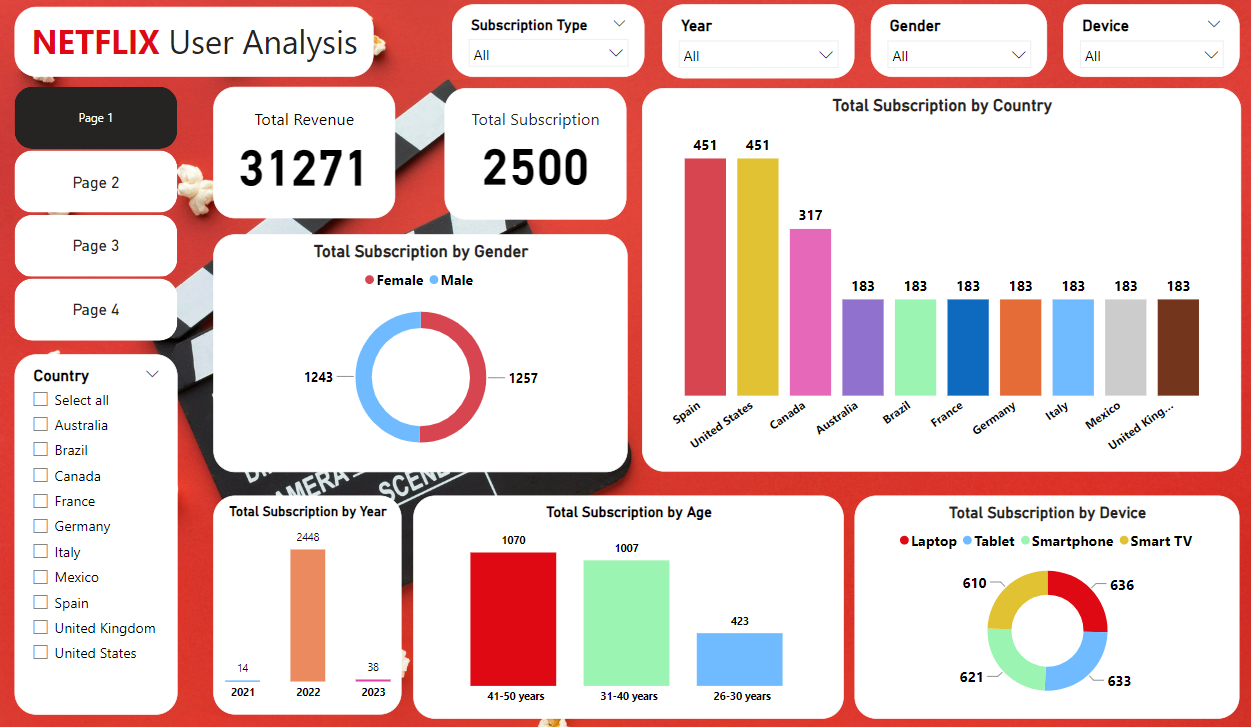 NETFLIX User Analysis
Subscription Type
All
Year
All
Gender
All
Device
All
Page 1
Page 2
Page 3
Page 4
Country
Select all
Australia
Brazil
Canada
France
Germany
Italy
Mexico
Spain
United Kingdom
United States
Total Revenue
31271
Total Subscription
2500
Total Subscription by Gender
Female Male
1243
1257
Total Subscription by Country
451 451 317 183 183 183 183 183 183 183
Spain United States Canada Australia Brazil France Germany Italy Mexico United King...
CAMERA
SCENE
Total Subscription by Year
2448
14
38
2021 2022 2023
Total Subscription by Age
1070
1007
423
41-50 years 31-40 years 26-30 years
Total Subscription by Device
Laptop Tablet Smartphone Smart TV
610
636
621
633